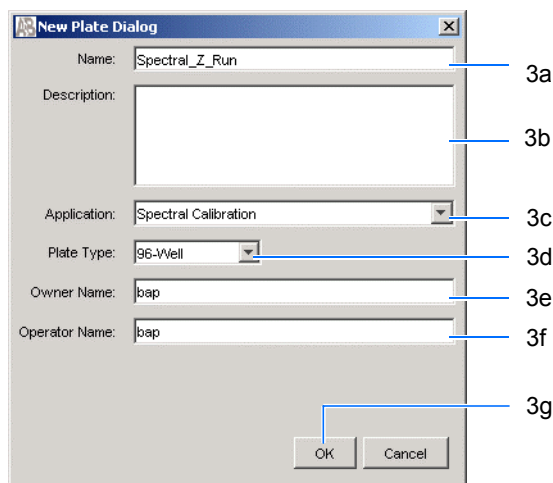 AB New Plate Dialog
Name: Spectral_Z_Run 3a
Description: 3b
Application: Spectral Calibration 3c
Plate Type: 96-Well 3d
Owner Name: bap 3e
Operator Name: bap 3f
3g
OK Cancel